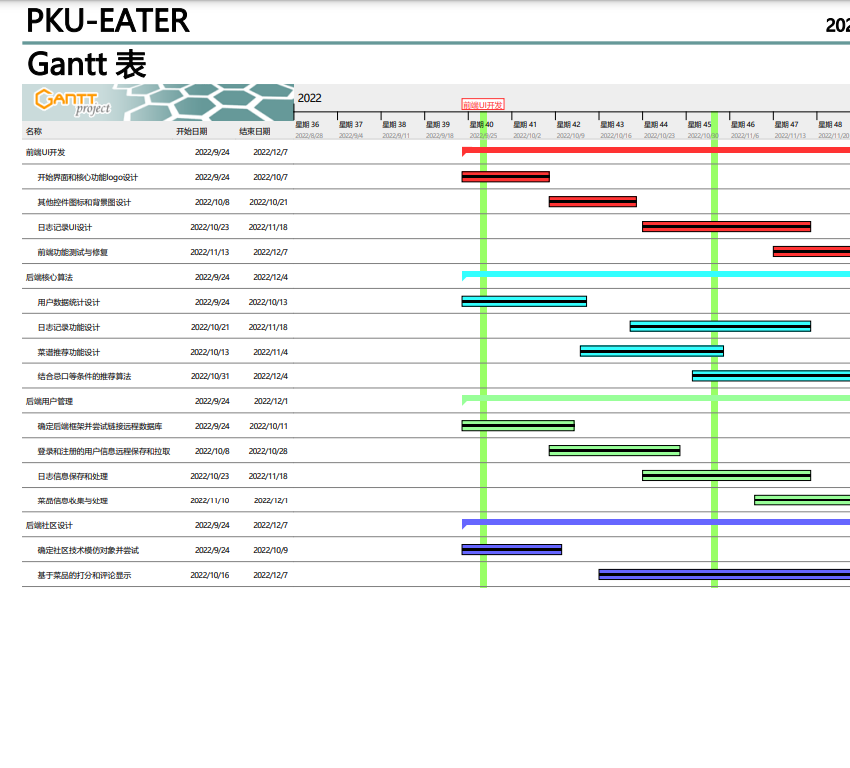 PKU-EATER
202
Gantt 表
GANTT project
2022
前端UI开发
名称 开始日期 结束日期
星期 36 星期 37 星期 38 星期 39 星期 40 星期 41 星期 42 星期 43 星期 44 星期 45 星期 46 星期 47 星期 48
2022/8/28 2022/9/4 2022/9/11 2022/9/18 2022/9/25 2022/10/2 2022/10/9 2022/10/16 2022/10/23 2022/10/30 2022/11/6 2022/11/13 2022/11/20
前端UI开发 2022/9/24 2022/12/7
开始界面和核心功能logo设计 2022/9/24 2022/10/7
其他控件图标和背景图设计 2022/10/8 2022/10/21
日志记录UI设计 2022/10/23 2022/11/18
前端功能测试与修复 2022/11/13 2022/12/7
后端核心算法 2022/9/24 2022/12/4
用户数据统计设计 2022/9/24 2022/10/13
日志记录功能设计 2022/10/21 2022/11/18
菜谱推荐功能设计 2022/10/13 2022/11/4
结合忌口等条件的推荐算法 2022/10/31 2022/12/4
后端用户管理 2022/9/24 2022/12/1
确定后端框架并尝试链接远程数据库 2022/9/24 2022/10/11
登录和注册的用户信息远程保存和拉取 2022/10/8 2022/10/28
日志信息保存和处理 2022/10/23 2022/11/18
菜品信息收集与处理 2022/11/10 2022/12/1
后端社区设计 2022/9/24 2022/12/7
确定社区技术模仿对象并尝试 2022/9/24 2022/10/9
基于菜品的打分和评论显示 2022/10/16 2022/12/7